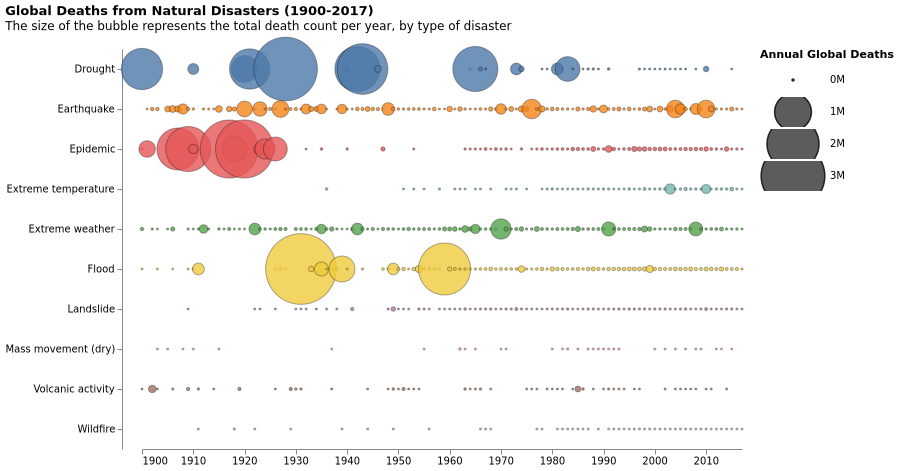 Global Deaths from Natural Disasters (1900-2017)
The size of the bubble represents the total death count per year, by type of disaster
Annual Global Deaths
0M
1M
2M
3M
Drought
Earthquake
Epidemic
Extreme temperature
Extreme weather
Flood
Landslide
Mass movement (dry)
Volcanic activity
Wildfire
1900 1910 1920 1930 1940 1950 1960 1970 1980 1990 2000 2010